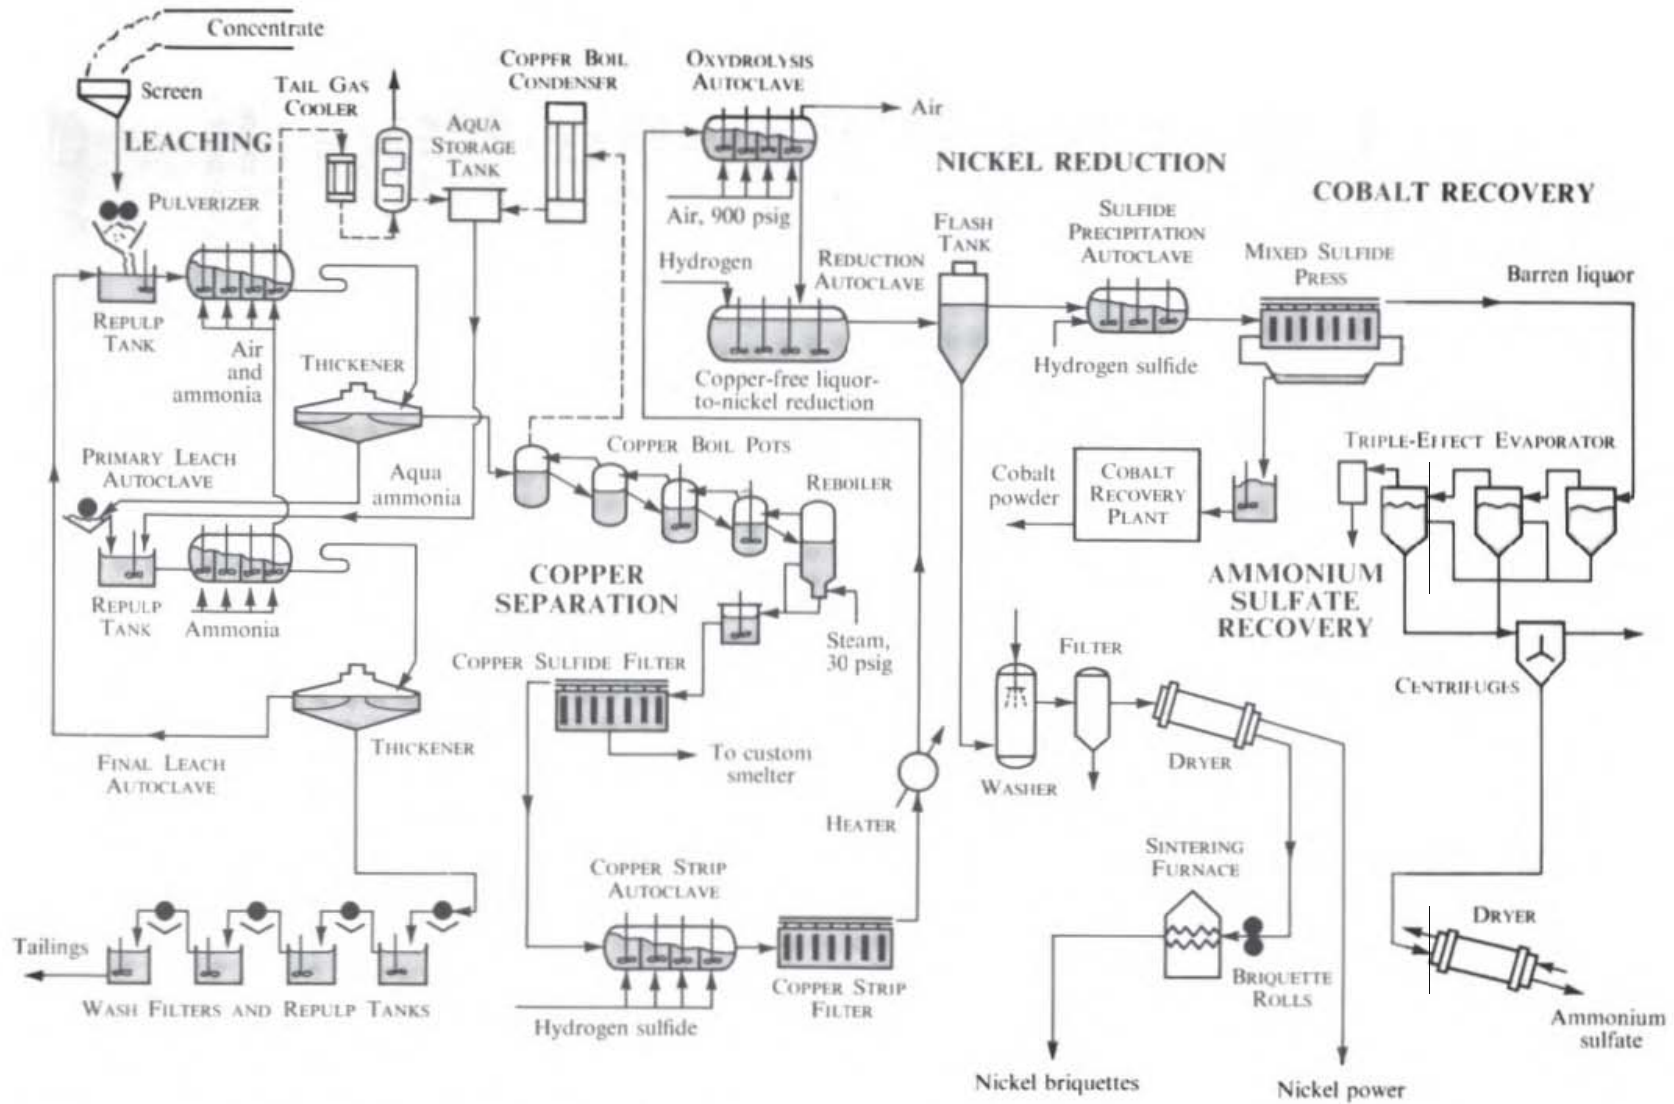 Concentrate
Screen
LEACHING
PULVERIZER
REPULP
TANK
TAIL GAS
COOLER
AQUA
STORAGE
TANK
COPPER BOIL
CONDENSER
Air
and
ammonia
THICKENER
PRIMARY LEACH
AUTOCLAVE
Aqua
ammonia
REPULP
TANK
Ammonia
FINAL LEACH
AUTOCLAVE
THICKENER
Tailings
WASH FILTERS AND REPULP TANKS
OXYDROLYSIS
AUTOCLAVE
Air
Air, 900 psig
Hydrogen
REDUCTION
AUTOCLAVE
Copper-free liquor-
to-nickel reduction
COPPER BOIL POTS
REBOILER
COPPER
SEPARATION
Steam,
30 psig
COPPER SULFIDE FILTER
To custom
smelter
HEATER
COPPER STRIP
AUTOCLAVE
Hydrogen sulfide
COPPER STRIP
FILTER
NICKEL REDUCTION
FLASH
TANK
SULFIDE
PRECIPITATION
AUTOCLAVE
Hydrogen sulfide
COBALT RECOVERY
MIXED SULFIDE
PRESS
Barren liquor
Cobalt
powder
COBALT
RECOVERY
PLANT
TRIPLE-EFFECT EVAPORATOR
AMMONIUM
SULFATE
RECOVERY
CENTRIFUGES
FILTER
WASHER
DRYER
SINTERING
FURNACE
BRIQUETTE
ROLLS
Nickel briquettes
Nickel power
DRYER
Ammonium
sulfate